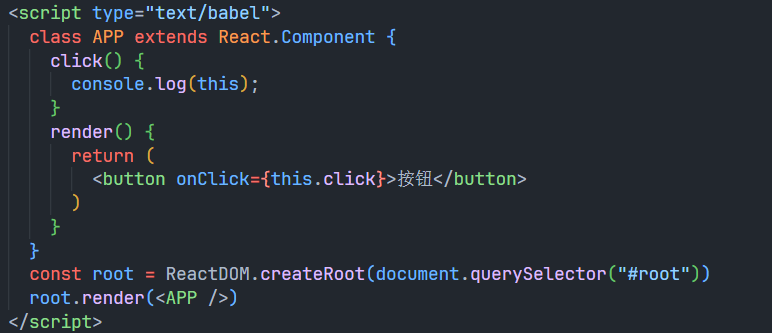 <script type="text/babel">
  class APP extends React.Component {
    click() {
      console.log(this);
    }
    render() {
      return (
        <button onClick={this.click}>按钮</button>
      )
    }
  }
  const root = ReactDOM.createRoot(document.querySelector("#root"))
  root.render(<APP />)
</script>